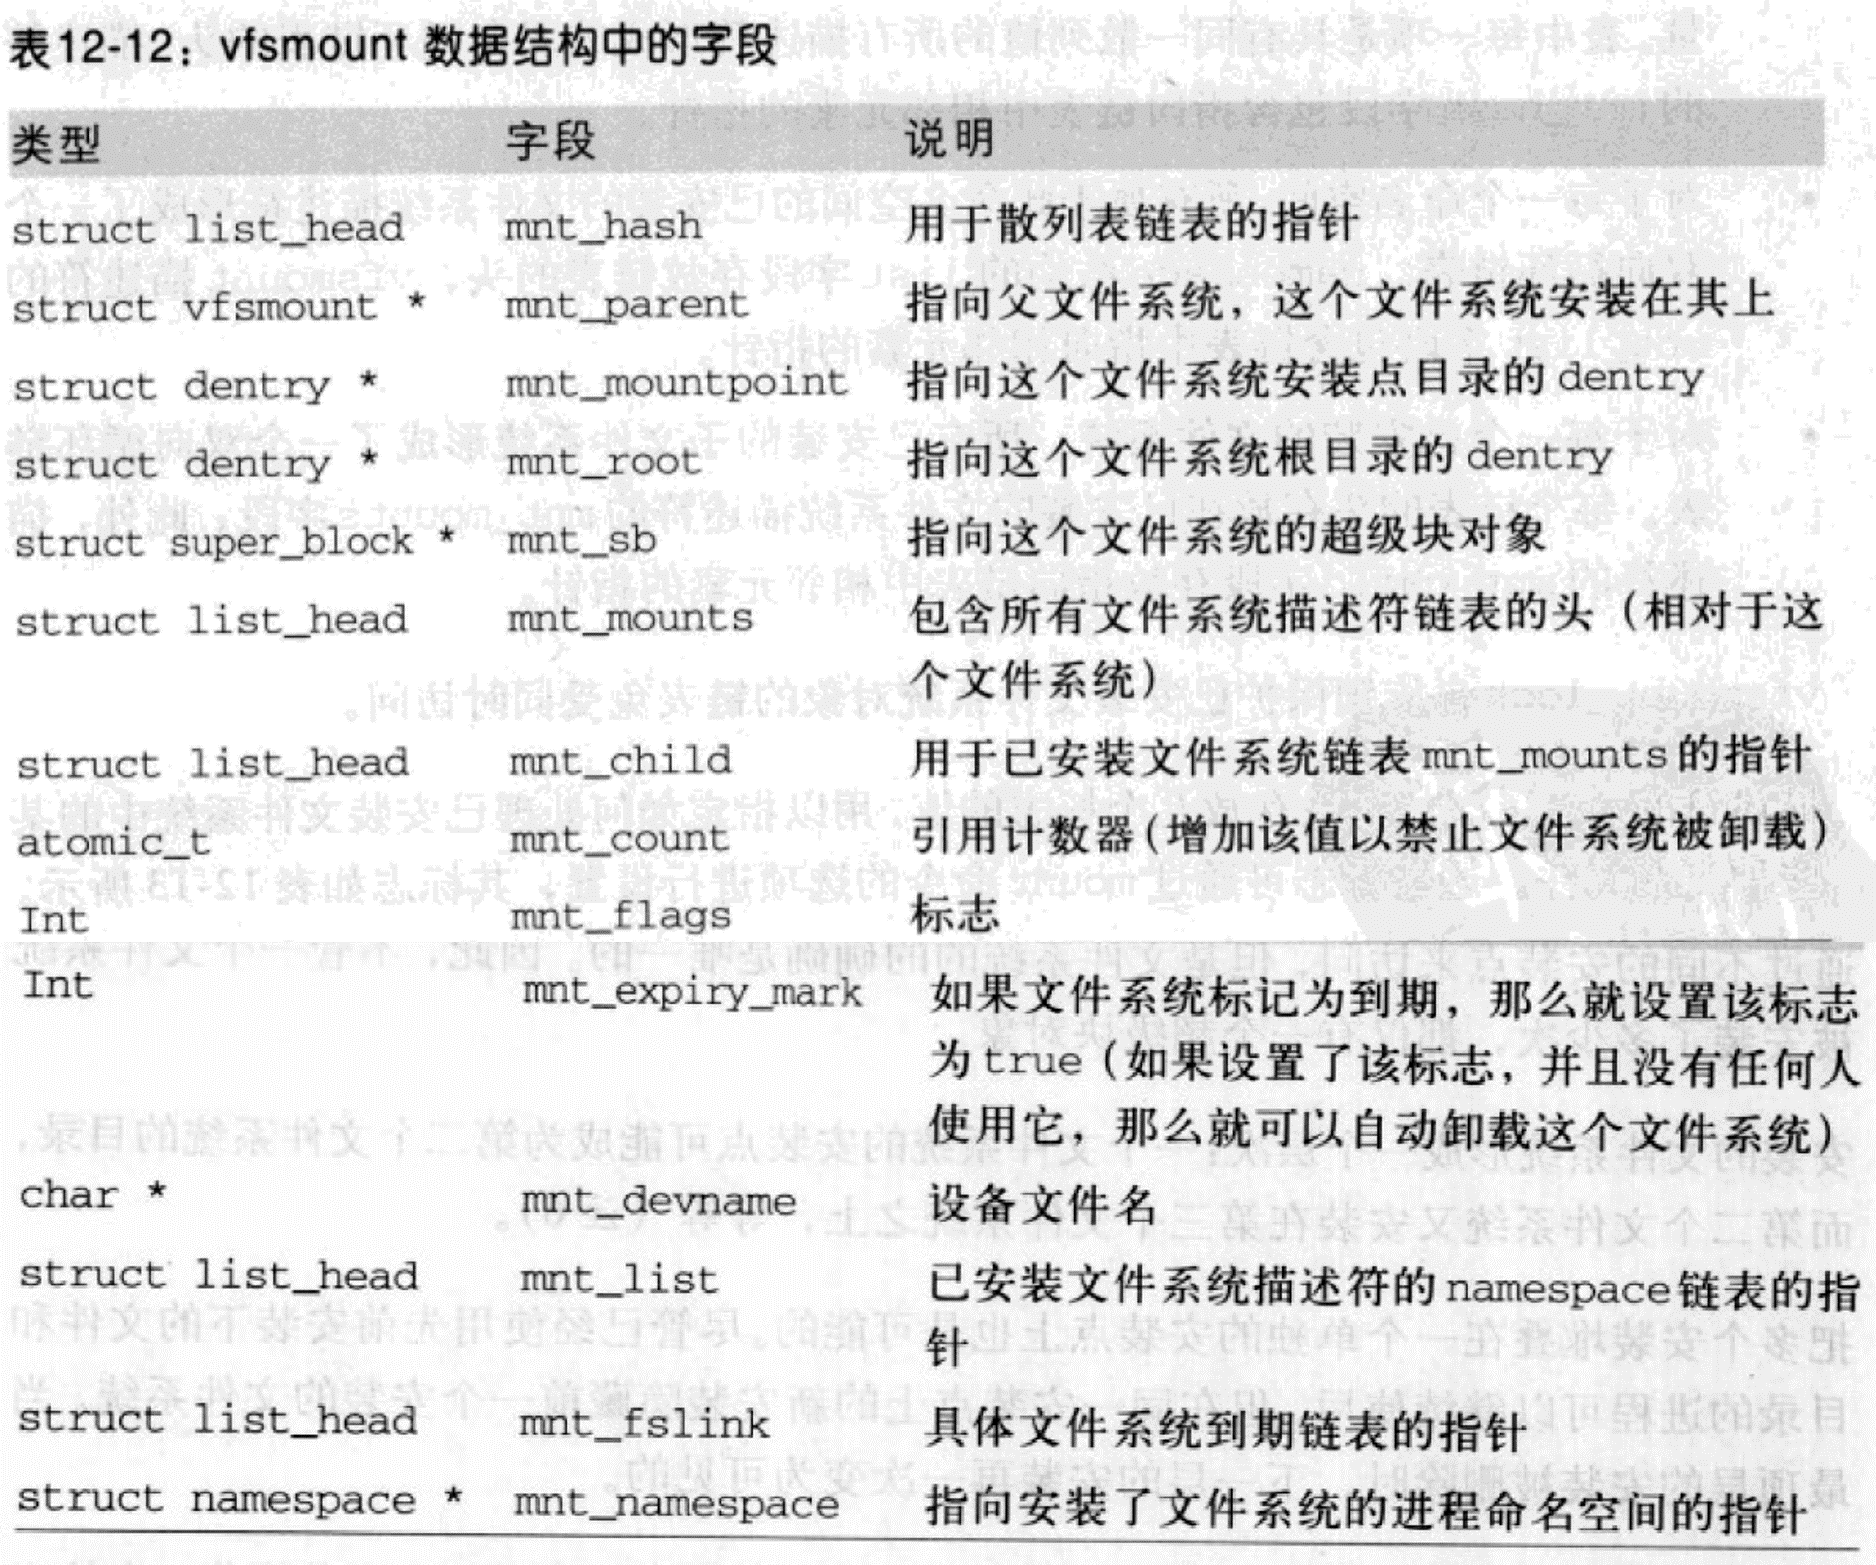 表12-12：vfsmount 数据结构中的字段
类型 字段 说明
struct list_head mnt_hash 用于散列表链表的指针
struct vfsmount * mnt_parent 指向父文件系统，这个文件系统安装在其上
struct dentry * mnt_mountpoint 指向这个文件系统安装点目录的 dentry
struct dentry * mnt_root 指向这个文件系统根目录的 dentry
struct super_block * mnt_sb 指向这个文件系统的超级块对象
struct list_head mnt_mounts 包含所有文件系统描述符链表的头（相对于这
个文件系统）
struct list_head mnt_child 用于已安装文件系统链表 mnt_mounts 的指针
atomic_t mnt_count 引用计数器（增加该值以禁止文件系统被卸载）
Int mnt_flags 标志
Int mnt_expiry_mark 如果文件系统标记为到期，那么就设置该标志
为 true（如果设置了该标志，并且没有任何人
使用它，那么就可以自动卸载这个文件系统）
char * mnt_devname 设备文件名
struct list_head mnt_list 已安装文件系统描述符的 namespace 链表的指
针
struct list_head mnt_fslink 具体文件系统到期链表的指针
struct namespace * mnt_namespace 指向安装了文件系统的进程命名空间的指针